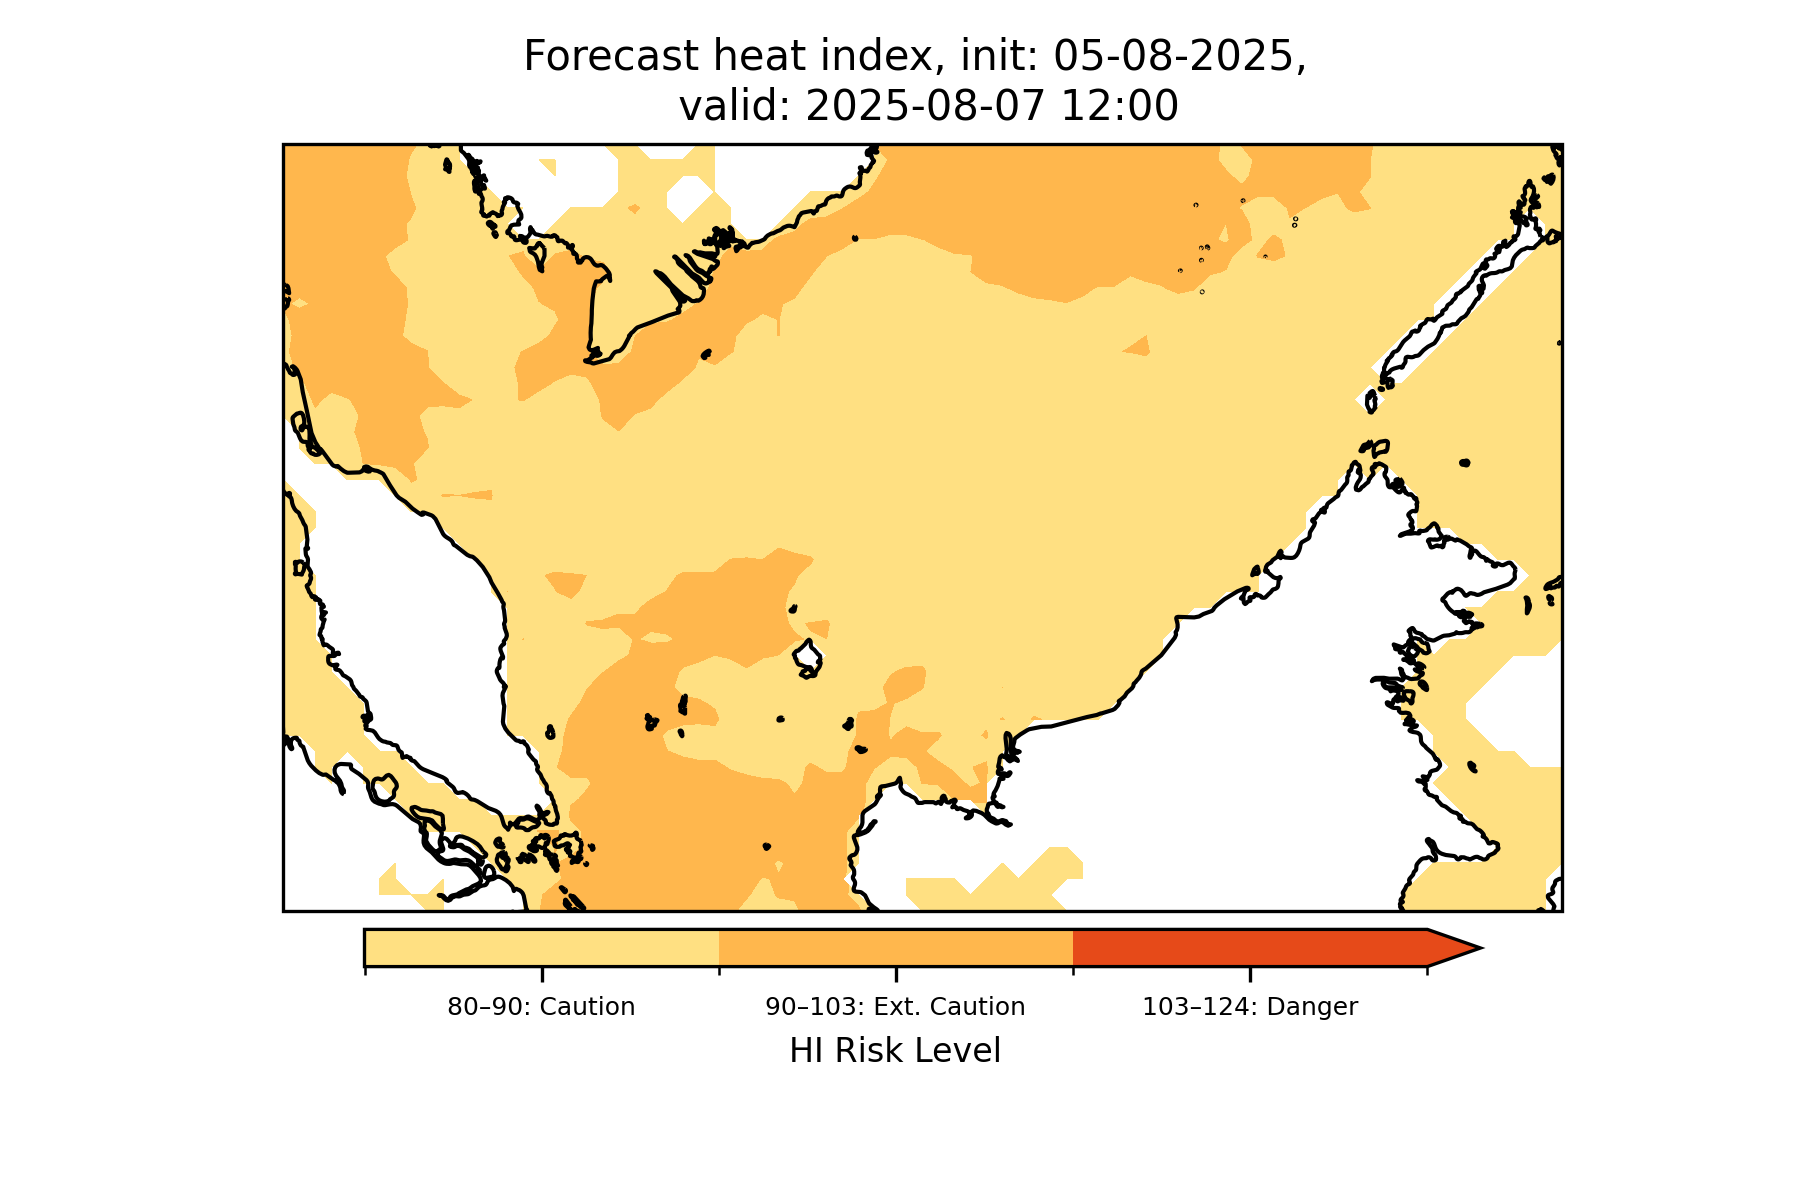 Forecast heat index, init: 05-08-2025,
valid: 2025-08-07 12:00
80–90: Caution
90–103: Ext. Caution
103–124: Danger
HI Risk Level